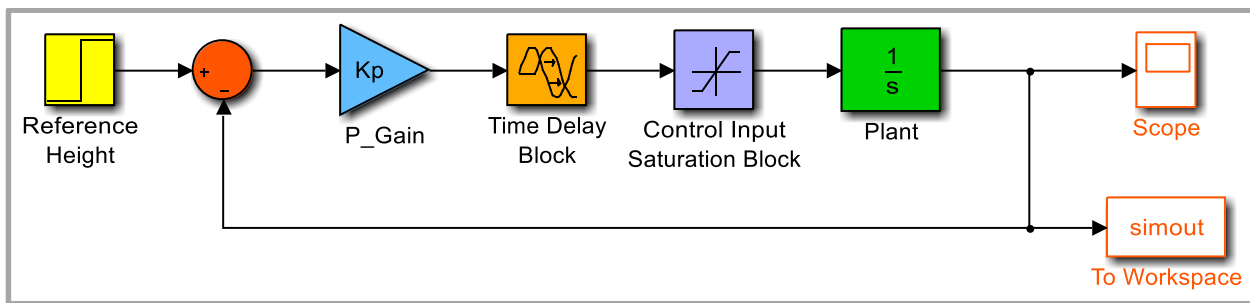 +
−
Kp
1
s
Reference
Height
P_Gain
Time Delay
Block
Control Input
Saturation Block
Plant
Scope
simout
To Workspace